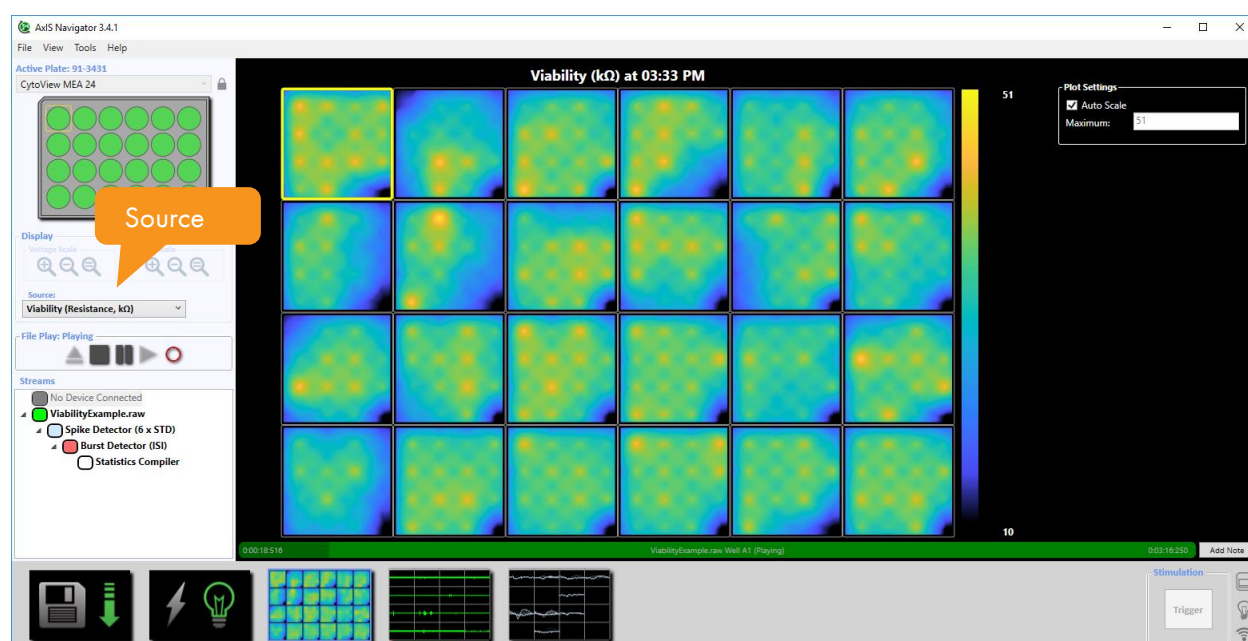 AxIS Navigator 3.4.1
File View Tools Help
Active Plate: 91-3431
CytoView MEA 24
Viability (kΩ) at 03:33 PM
51
10
Plot Settings
Auto Scale
Maximum: 51
Source
Display
Voltage Scale
Source:
Viability (Resistance, kΩ)
File Play: Playing
Streams
No Device Connected
ViabilityExample.raw
Spike Detector (6 x STD)
Burst Detector (ISI)
Statistics Compiler
0:00:18:516 ViabilityExample.raw Well A1 (Playing) 0:03:16:250 Add Note
Stimulation
Trigger